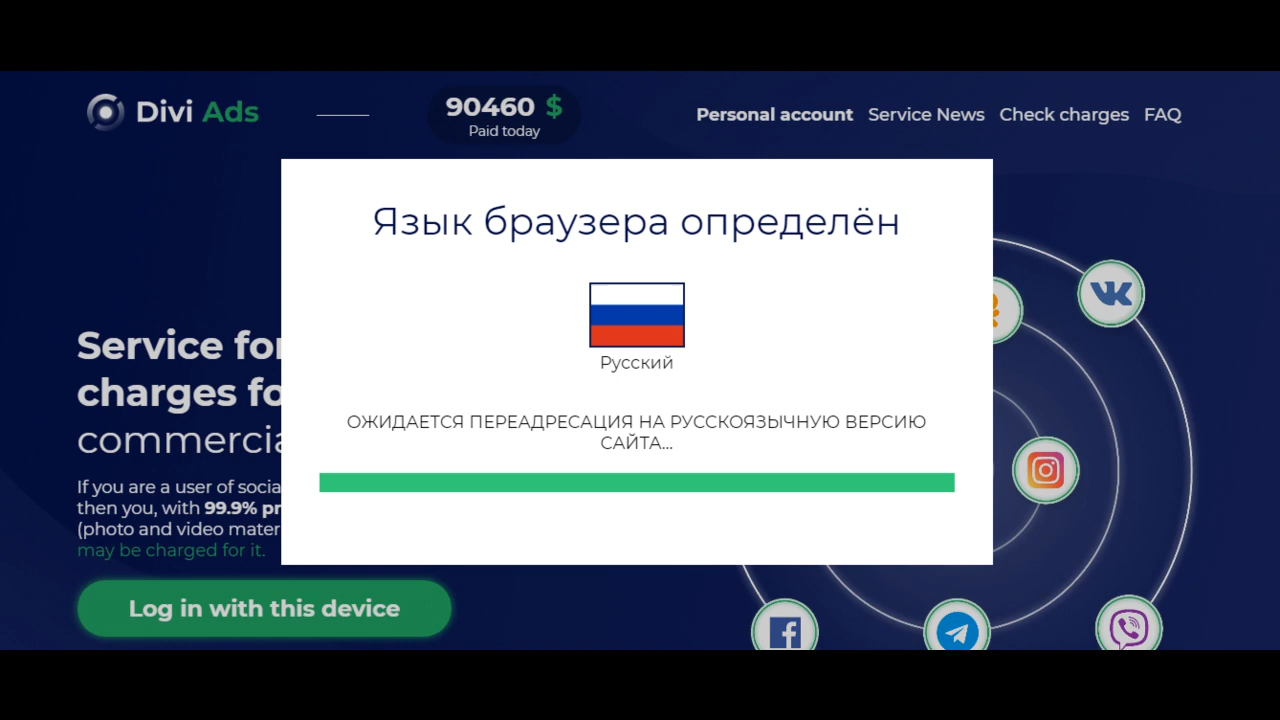 Divi Ads
90460 $
Paid today
Personal account Service News Check charges FAQ
Язык браузера определён
Русский
ОЖИДАЕТСЯ ПЕРЕАДРЕСАЦИЯ НА РУССКОЯЗЫЧНУЮ ВЕРСИЮ
САЙТА...
Service for
charges fo
commercia
If you are a user of socia
then you, with 99.9% pr
(photo and video mater
may be charged for it.
Log in with this device